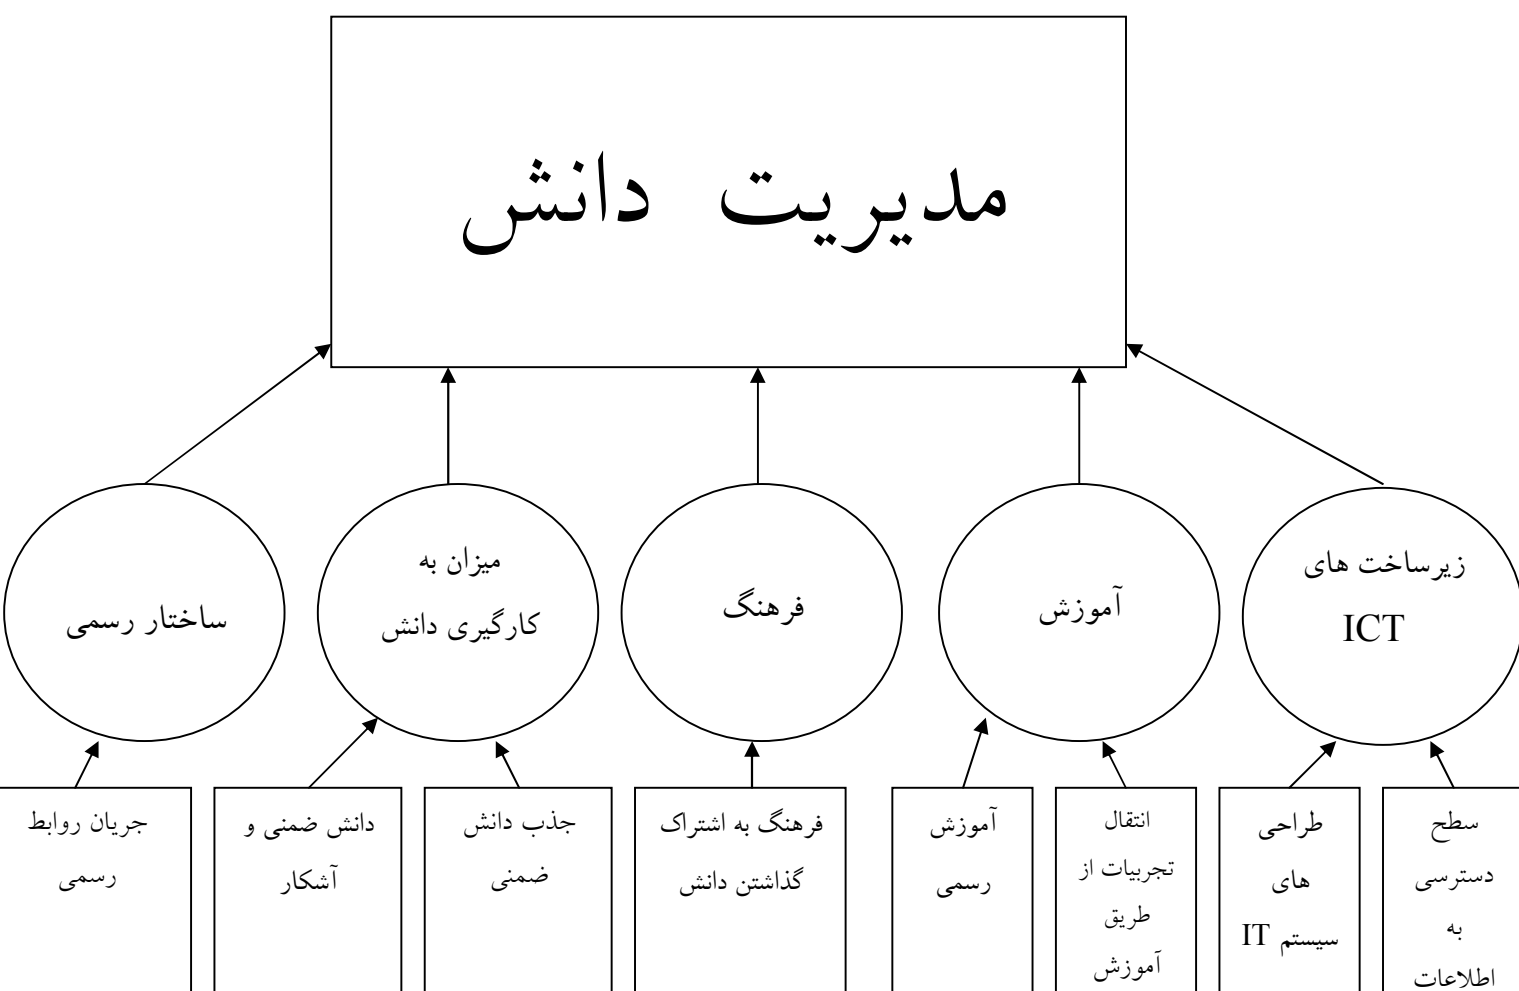 مدیریت دانش
زیرساخت های
ICT
آموزش
فرهنگ
میزان به
کارگیری دانش
ساختار رسمی
سطح
دسترسی
به
اطلاعات
طراحی
های
سیستم IT
انتقال
تجربیات از
طریق
آموزش
آموزش
رسمی
فرهنگ به اشتراک
گذاشتن دانش
جذب دانش
ضمنی
دانش ضمنی و
آشکار
جریان روابط
رسمی